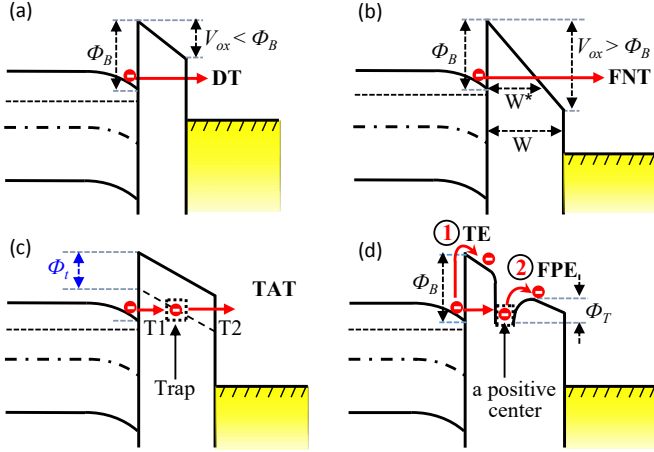 (a)
Φ_B
V_ox < Φ_B
DT
(b)
Φ_B
V_ox > Φ_B
FNT
W*
W
(c)
Φ_t
TAT
T1
T2
Trap
(d)
1 TE
2 FPE
Φ_B
Φ_T
a positive
center